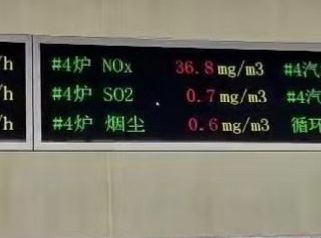 /h #4炉 NOx 36.8 mg/m3 #4汽
/h #4炉 SO2 0.7 mg/m3 #4汽
/h #4炉 烟尘 0.6 mg/m3 循环